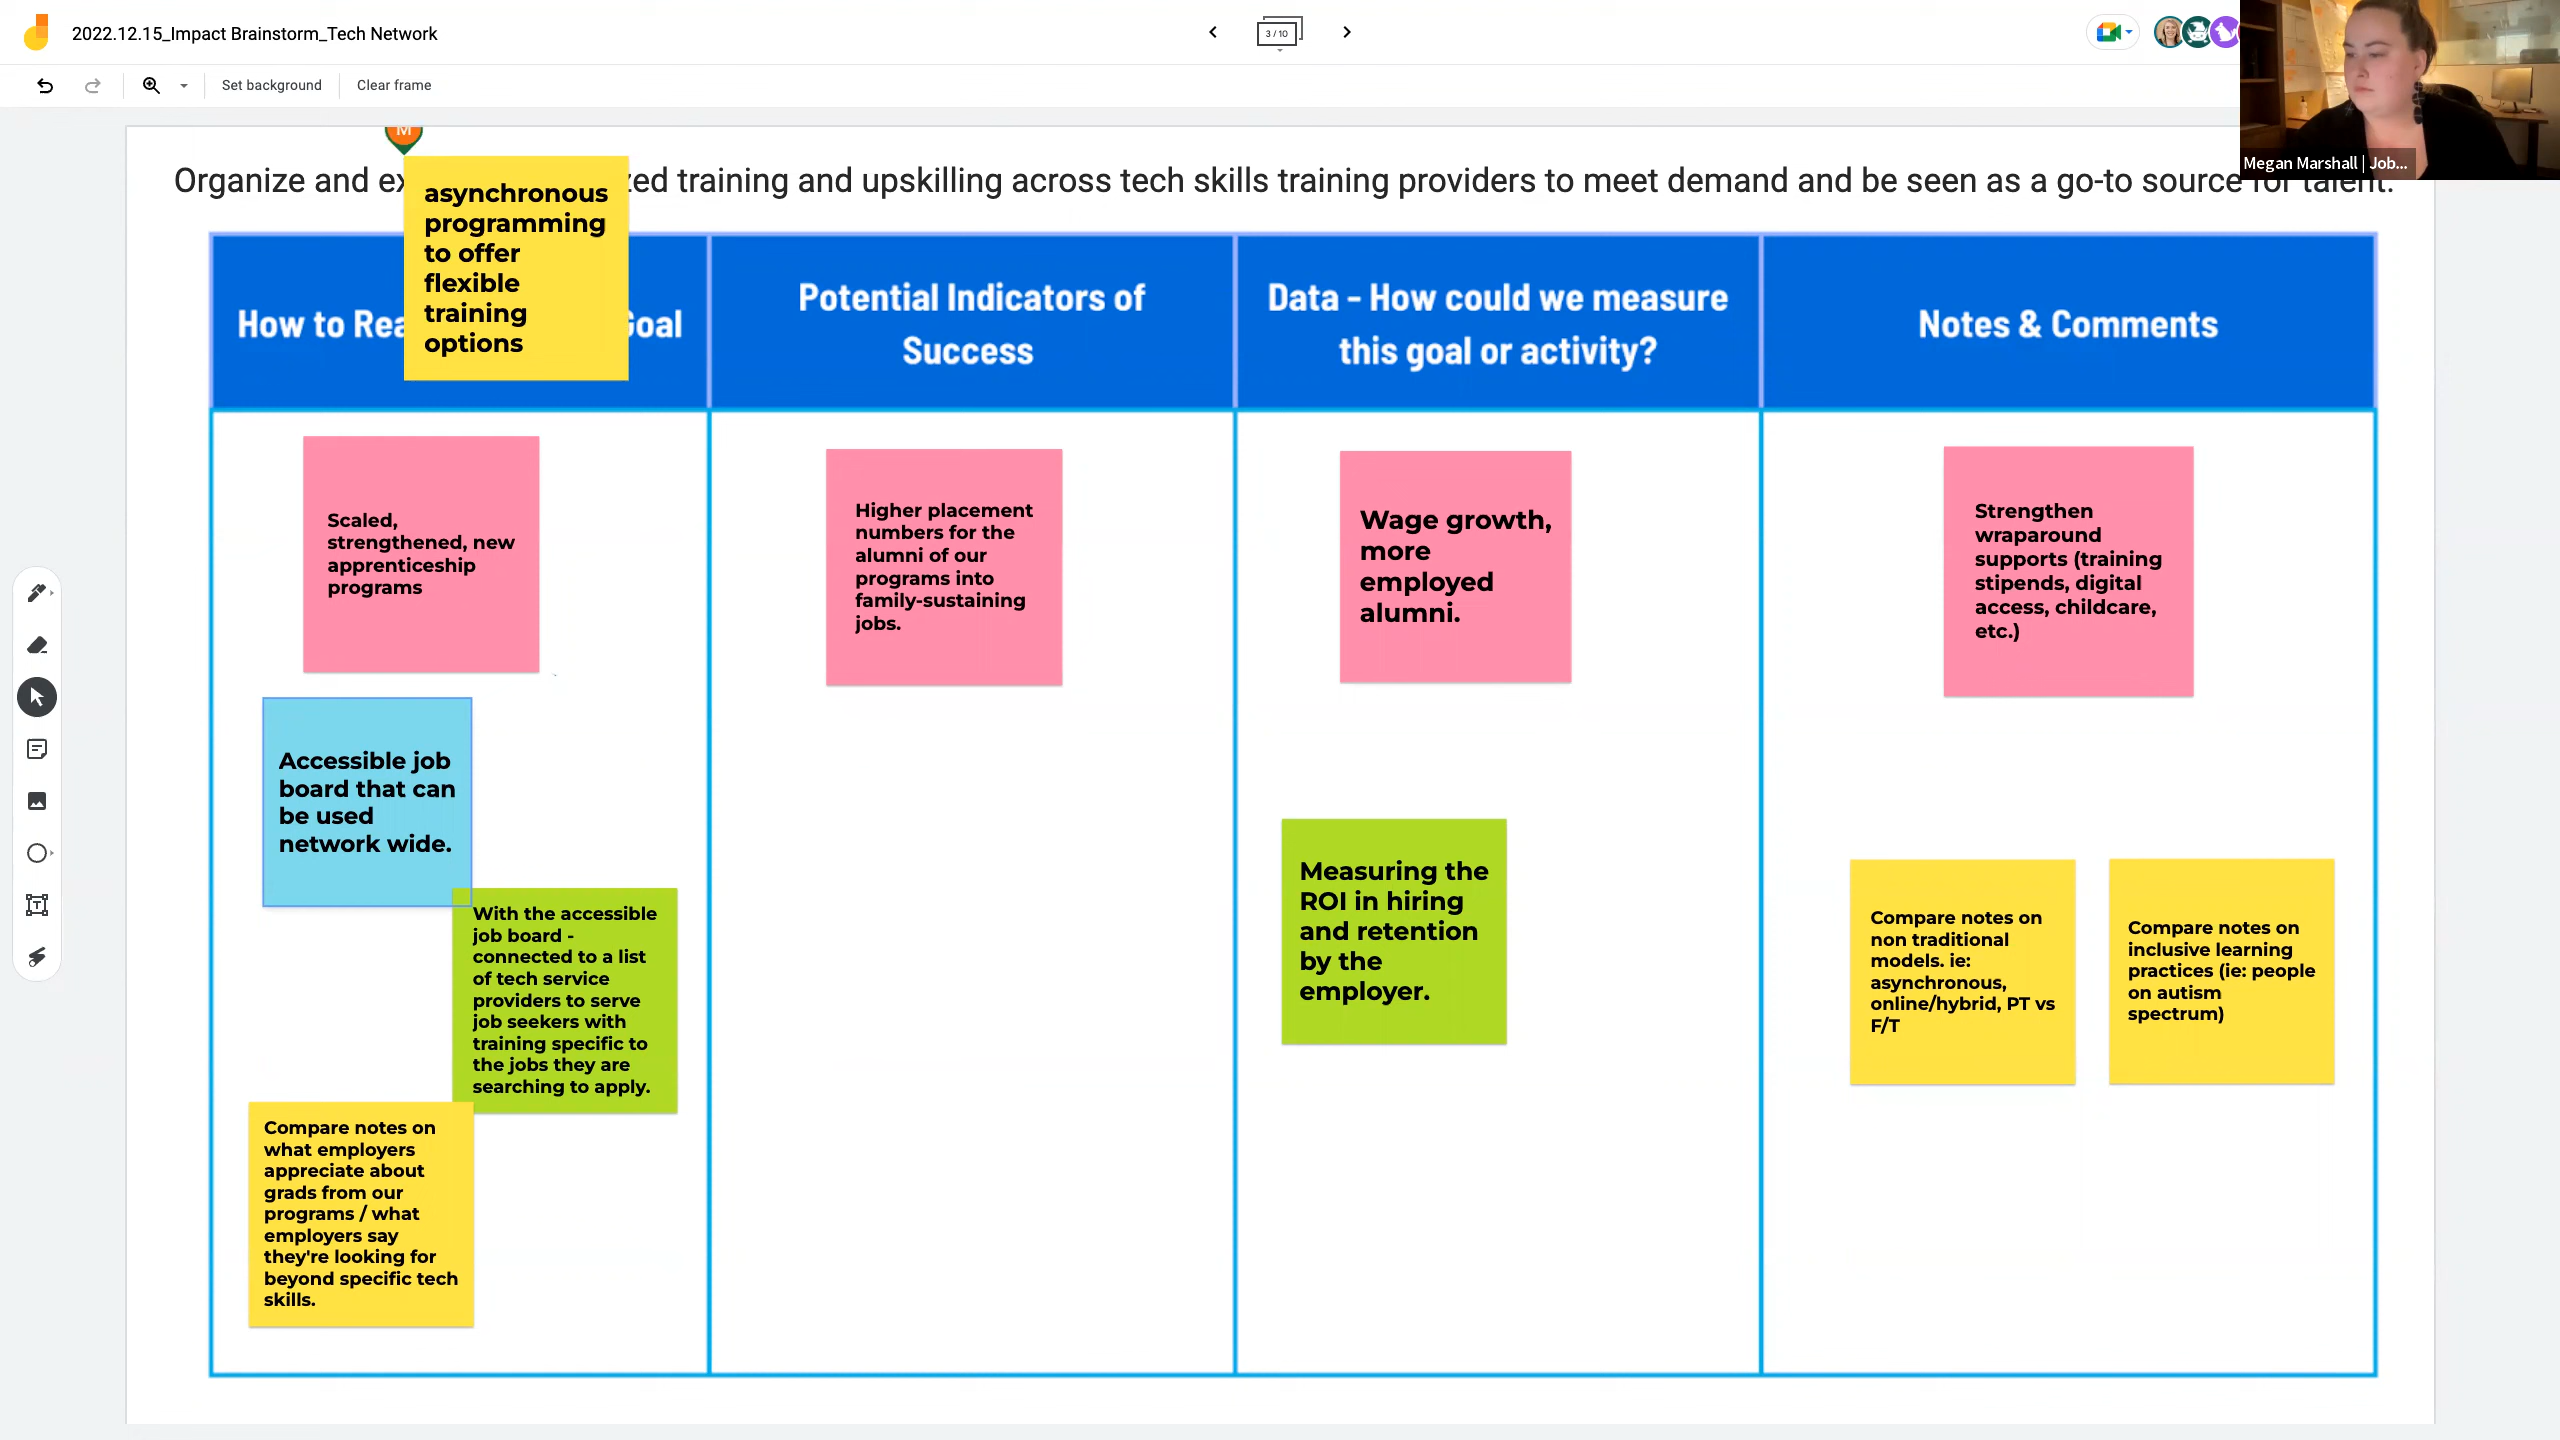 2022.12.15_Impact Brainstorm_Tech Network
3 / 10
Set background
Clear frame
Megan Marshall | Job...
M
Organize and ex zed training and upskilling across tech skills training providers to meet demand and be seen as a go-to source for talent.
asynchronous
programming
to offer
flexible
training
options
How to Rea Goal
Potential Indicators of
Success
Data - How could we measure
this goal or activity?
Notes & Comments
Scaled,
strengthened, new
apprenticeship
programs
Accessible job
board that can
be used
network wide.
With the accessible
job board -
connected to a list
of tech service
providers to serve
job seekers with
training specific to
the jobs they are
searching to apply.
Compare notes on
what employers
appreciate about
grads from our
programs / what
employers say
they're looking for
beyond specific tech
skills.
Higher placement
numbers for the
alumni of our
programs into
family-sustaining
jobs.
Wage growth,
more
employed
alumni.
Measuring the
ROI in hiring
and retention
by the
employer.
Strengthen
wraparound
supports (training
stipends, digital
access, childcare,
etc.)
Compare notes on
non traditional
models. ie:
asynchronous,
online/hybrid, PT vs
F/T
Compare notes on
inclusive learning
practices (ie: people
on autism
spectrum)